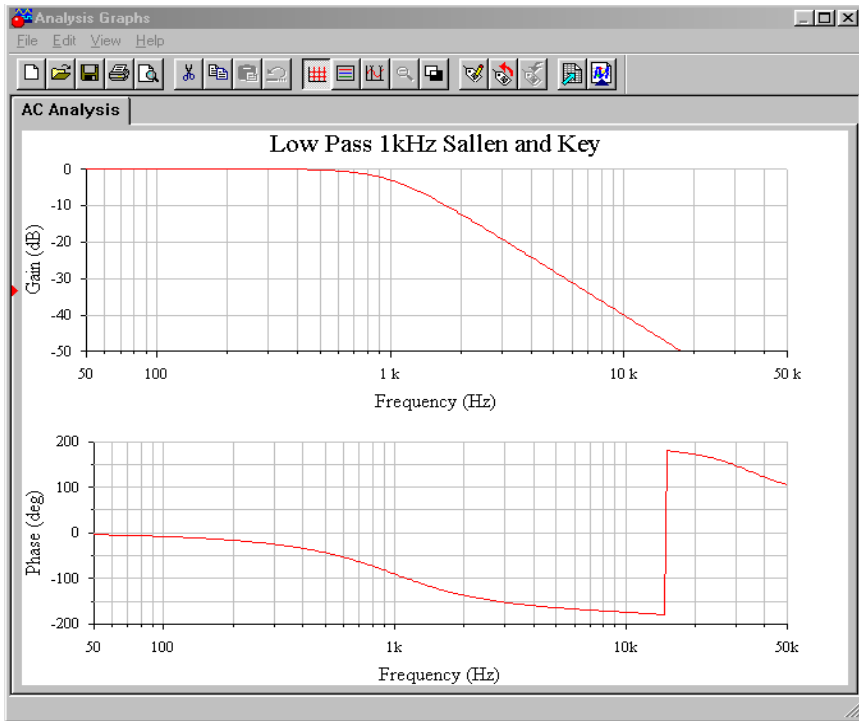 Analysis Graphs
File Edit View Help
AC Analysis
Low Pass 1kHz Sallen and Key
0
-10
-20
-30
-40
-50
Gain (dB)
50 100 1 k 10 k 50 k
Frequency (Hz)
200
100
0
-100
-200
Phase (deg)
50 100 1k 10k 50k
Frequency (Hz)